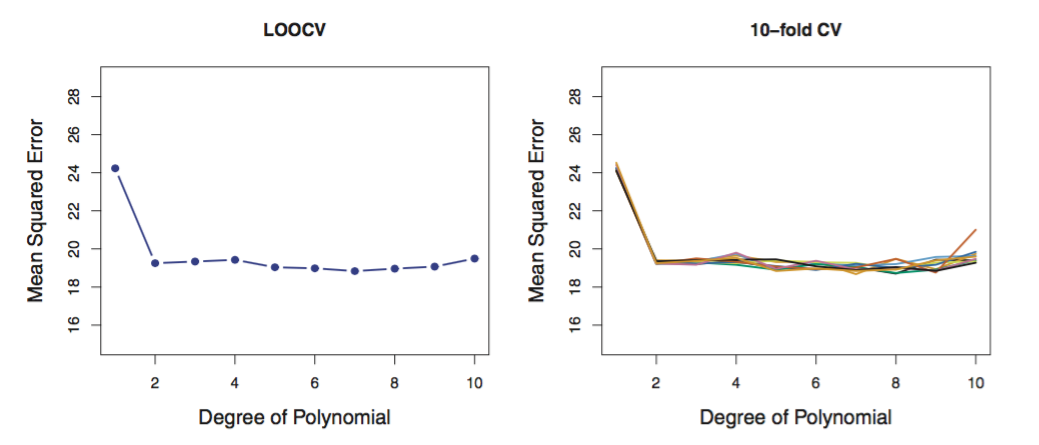 LOOCV
Mean Squared Error
28
26
24
22
20
18
16
2 4 6 8 10
Degree of Polynomial
10−fold CV
Mean Squared Error
28
26
24
22
20
18
16
2 4 6 8 10
Degree of Polynomial